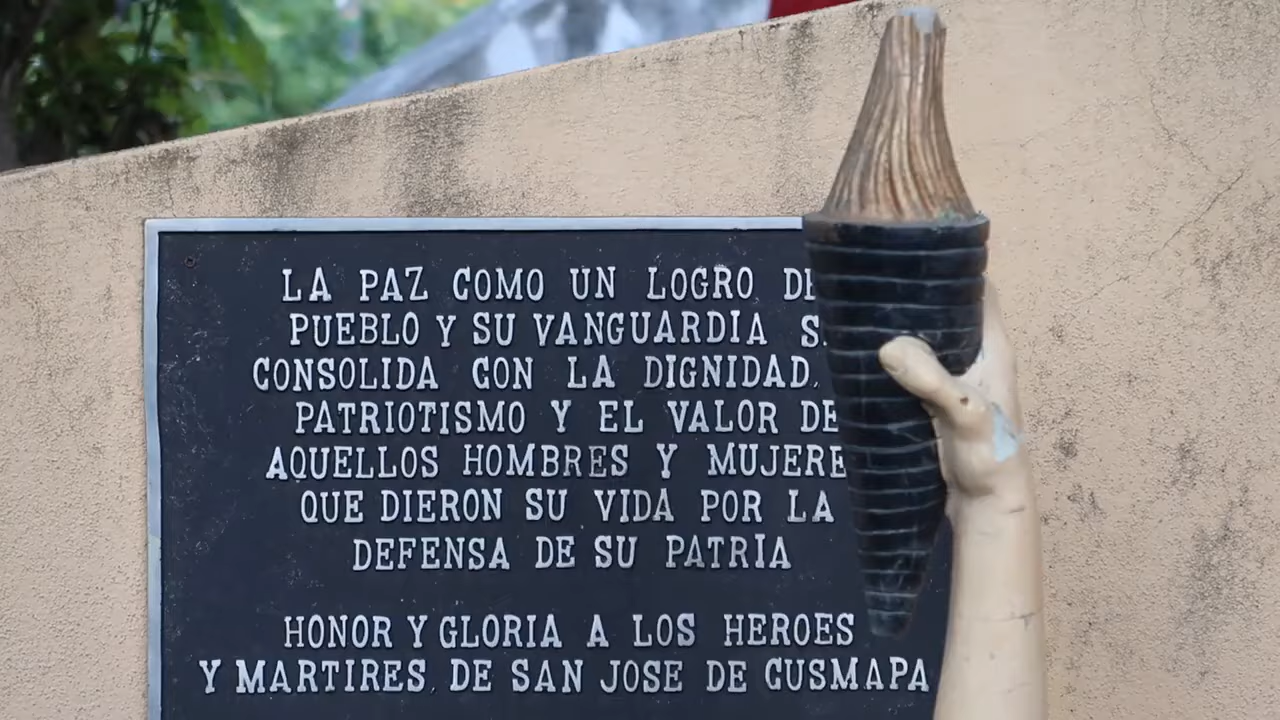 LA PAZ COMO UN LOGRO
PUEBLO Y SU VANGUARDIA
CONSOLIDA CON LA DIGNIDAD,
PATRIOTISMO Y EL VALOR DE
AQUELLOS HOMBRES Y MUJERE
QUE DIERON SU VIDA POR LA
DEFENSA DE SU PATRIA
HONOR Y GLORIA A LOS HEROES
Y MARTIRES, DE SAN JOSE DE CUSMAPA